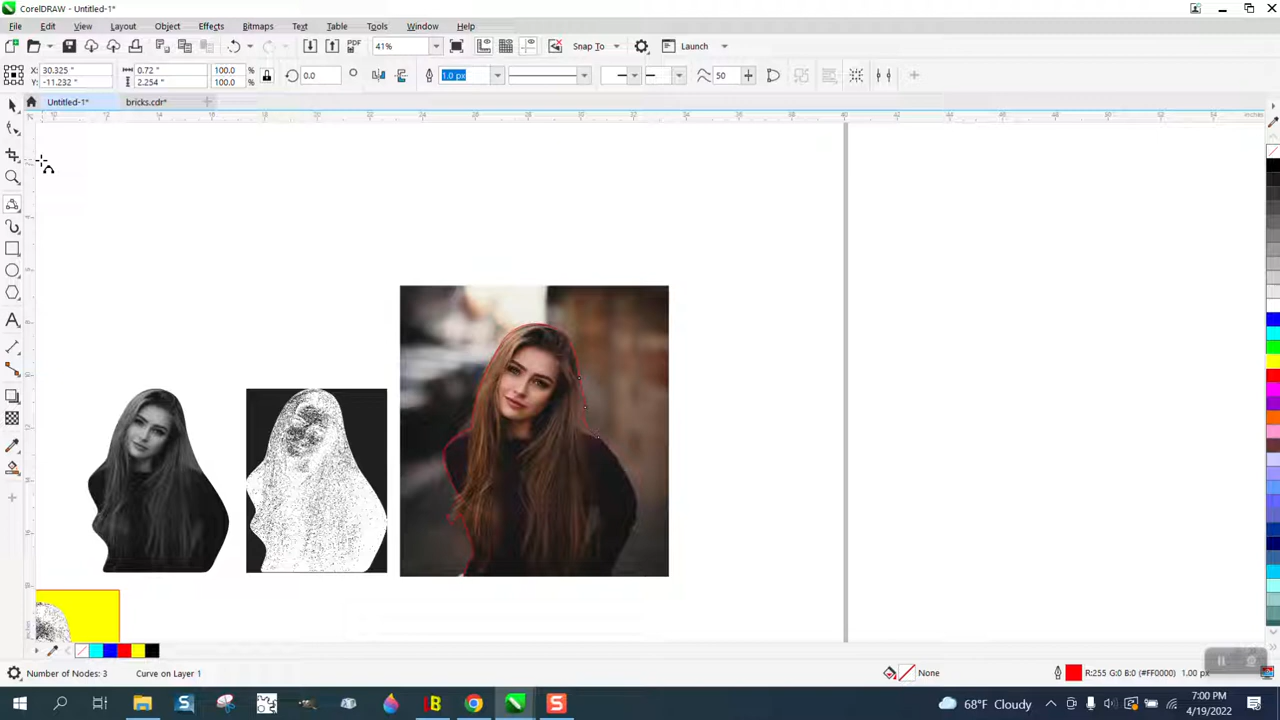 CorelDRAW - Untitled-1*
File Edit View Layout Object Effects Bitmaps Text Table Tools Window Help
PDF 41% Snap To Launch
X: 30.325 " 0.72 " 100.0 % 0.0 1.0 px 50
Y: -11.232 " 2.254 " 100.0 %
Untitled-1* bricks.cdr*
inches
Number of Nodes: 3 Curve on Layer 1 None R:255 G:0 B:0 (#FF0000) 1.00 px
68°F Cloudy 7:00 PM
4/19/2022